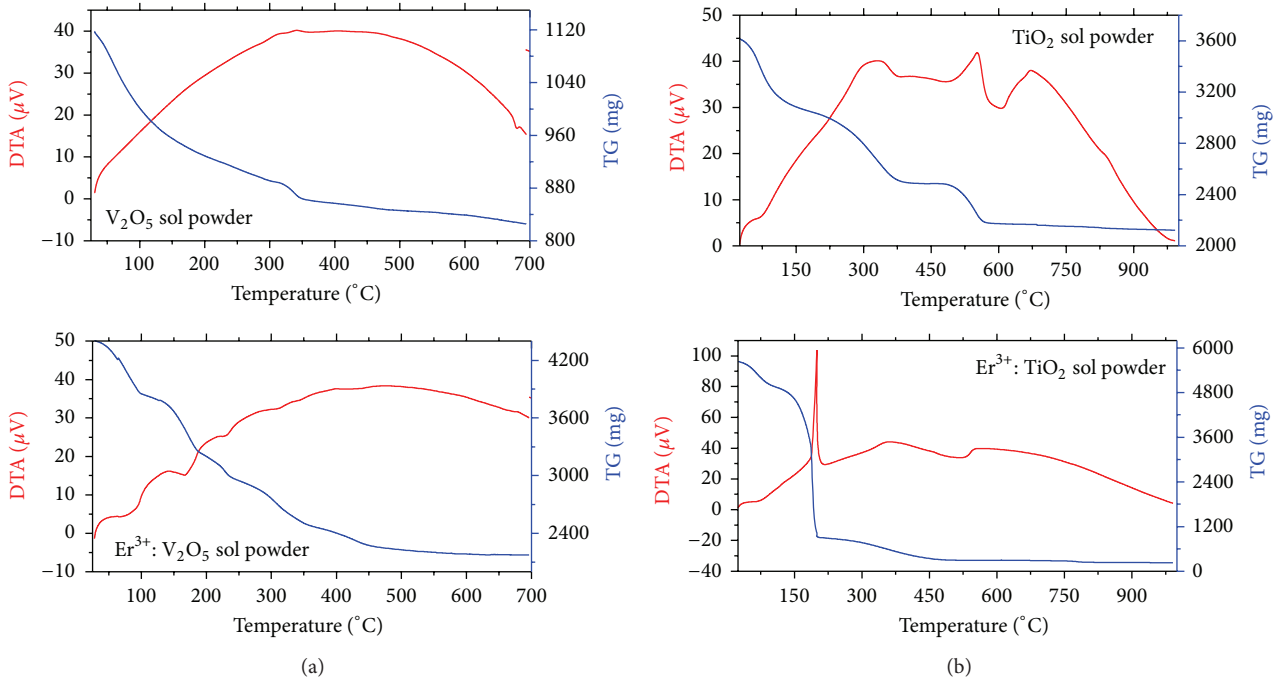 40
30
20
10
0
−10
DTA (μV)
V₂O₅ sol powder
1120
1040
960
880
800
TG (mg)
100 200 300 400 500 600 700
Temperature (°C)
50
40
30
20
10
0
DTA (μV)
TiO₂ sol powder
3600
3200
2800
2400
2000
TG (mg)
150 300 450 600 750 900
Temperature (°C)
50
40
30
20
10
0
−10
DTA (μV)
Er³⁺: V₂O₅ sol powder
4200
3600
3000
2400
TG (mg)
100 200 300 400 500 600 700
Temperature (°C)
(a)
100
80
60
40
20
0
−20
−40
DTA (μV)
Er³⁺: TiO₂ sol powder
6000
4800
3600
2400
1200
0
TG (mg)
150 300 450 600 750 900
Temperature (°C)
(b)